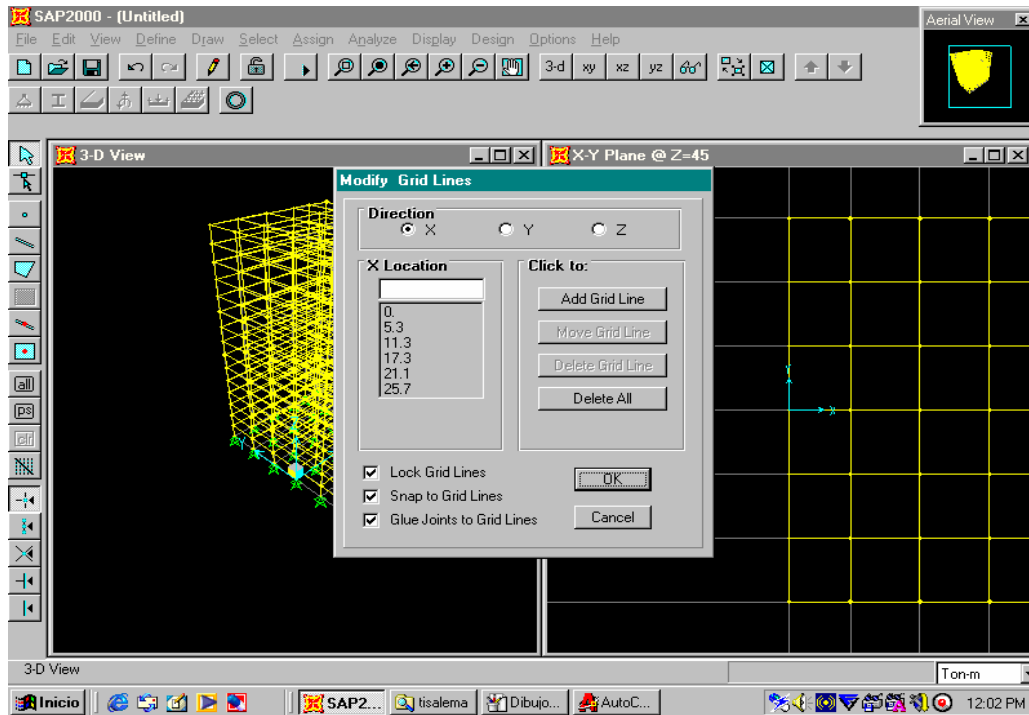 SAP2000 - (Untitled)
Aerial View
File Edit View Define Draw Select Assign Analyze Display Design Options Help
3-d xy xz yz
3-D View
X-Y Plane @ Z=45
Modify Grid Lines
Direction
X Y Z
X Location
Click to:
0.
5.3
11.3
17.3
21.1
25.7
Add Grid Line
Move Grid Line
Delete Grid Line
Delete All
Lock Grid Lines
Snap to Grid Lines
Glue Joints to Grid Lines
OK
Cancel
all
ps
clr
Y
X
3-D View
Ton-m
Inicio
SAP2...
tisalema
Dibujo...
AutoC...
12:02 PM